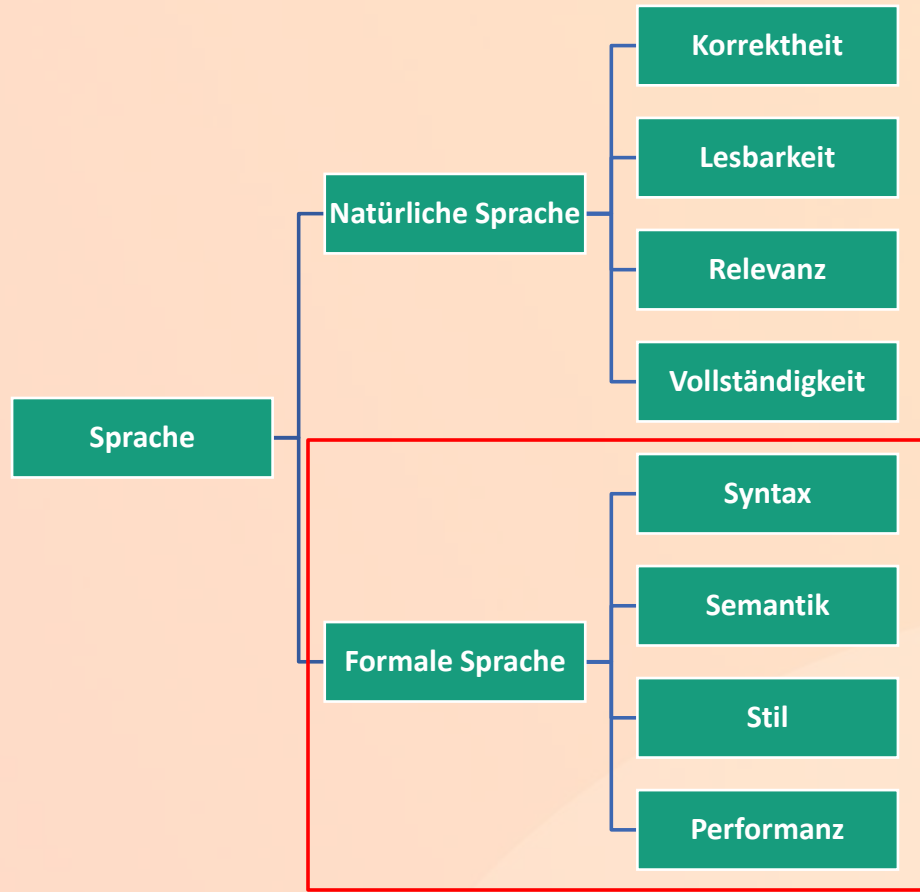 Sprache
Natürliche Sprache
Korrektheit
Lesbarkeit
Relevanz
Vollständigkeit
Formale Sprache
Syntax
Semantik
Stil
Performanz